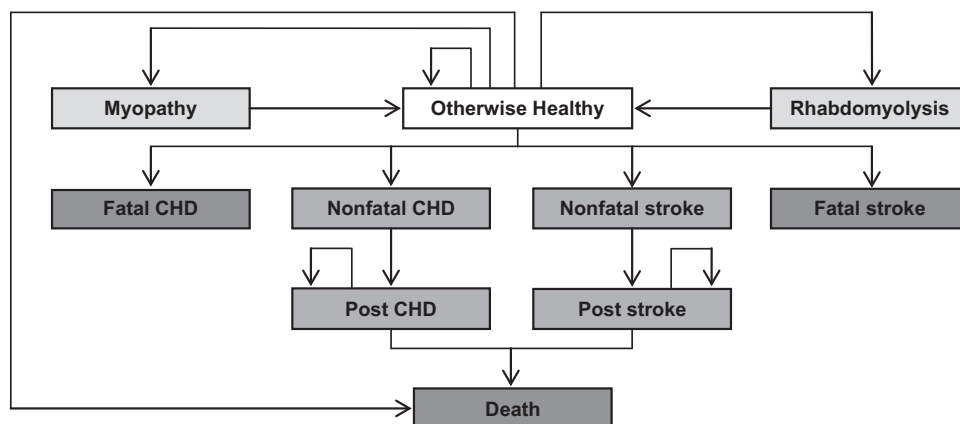 Myopathy
Otherwise Healthy
Rhabdomyolysis
Fatal CHD
Nonfatal CHD
Nonfatal stroke
Fatal stroke
Post CHD
Post stroke
Death